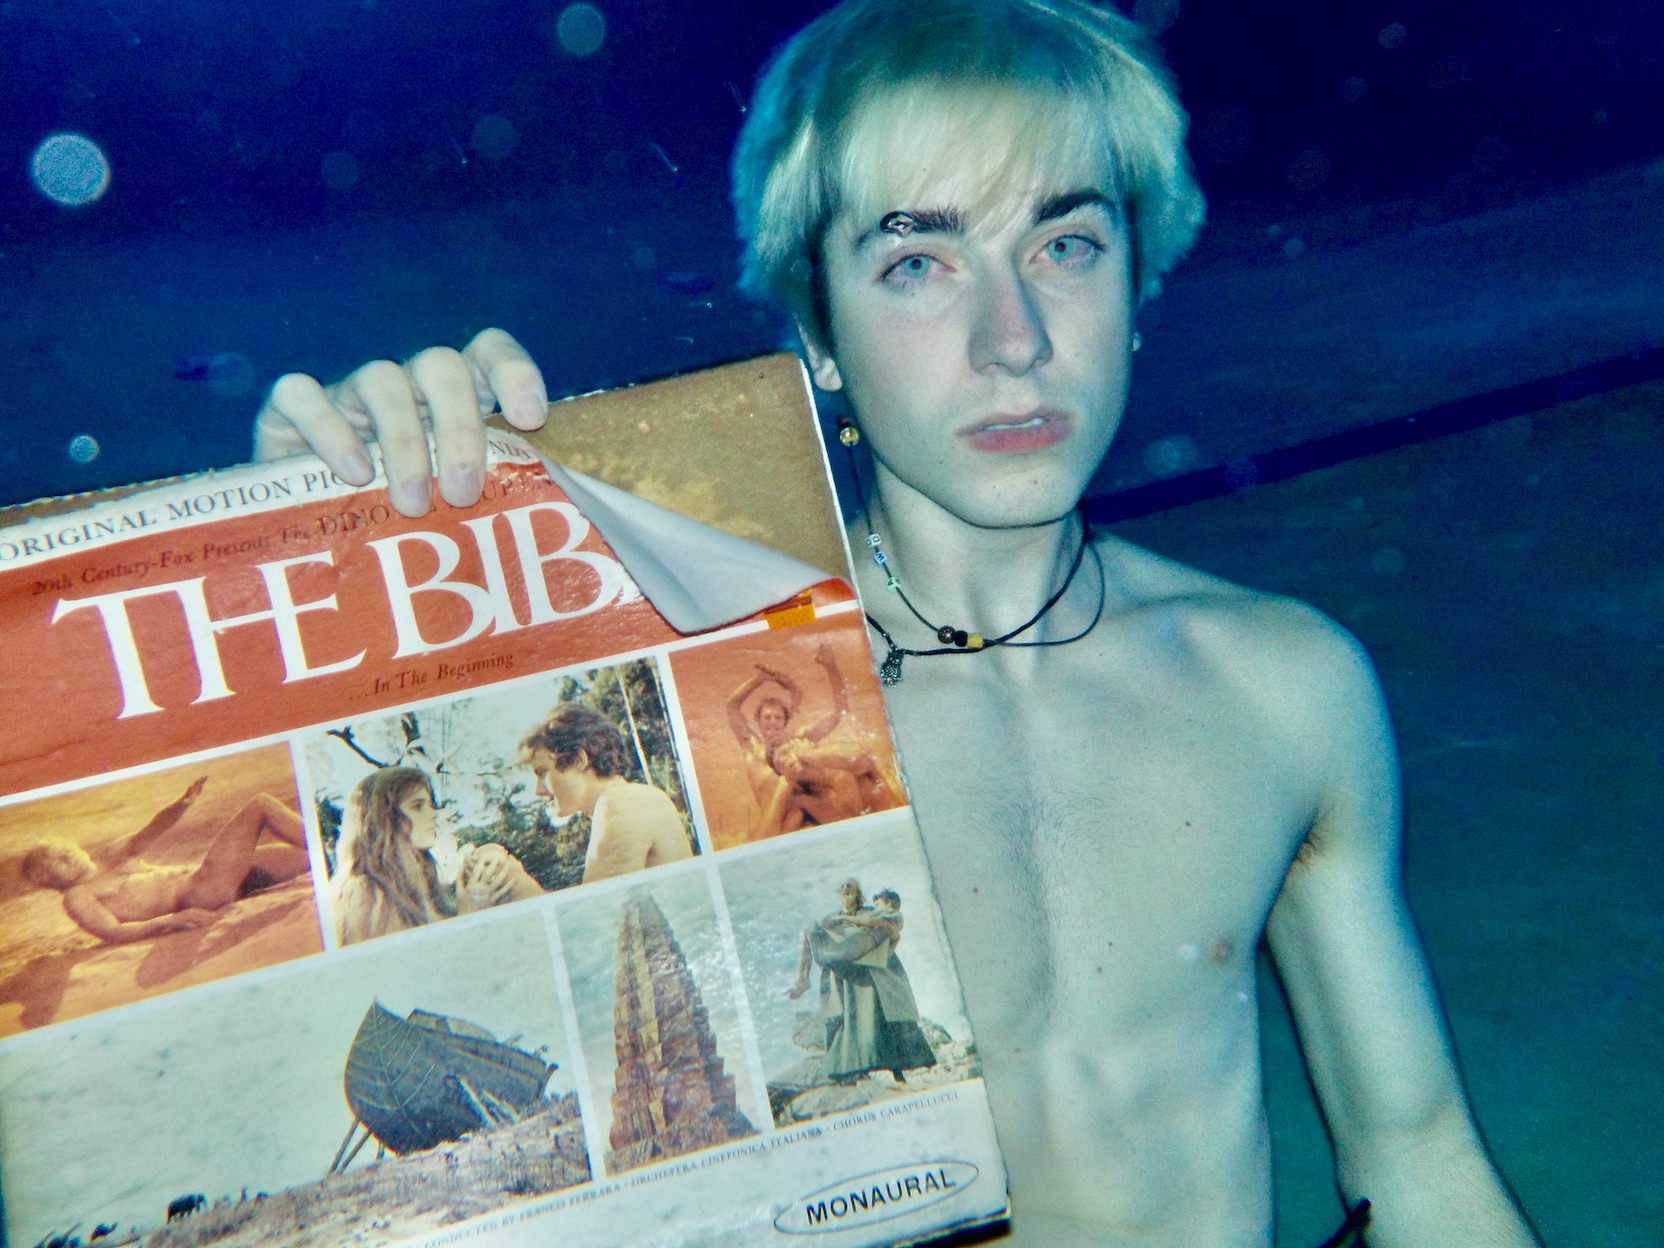 ORIGINAL MOTION
20th Century-Fox Presents The DINO
THE BIB
...In The Beginning
CONDUCTED BY FRANCO FERRARA · ORCHESTRA CINEFONICA ITALIANA · CHORUS CARAPELLUCCI
MONAURAL